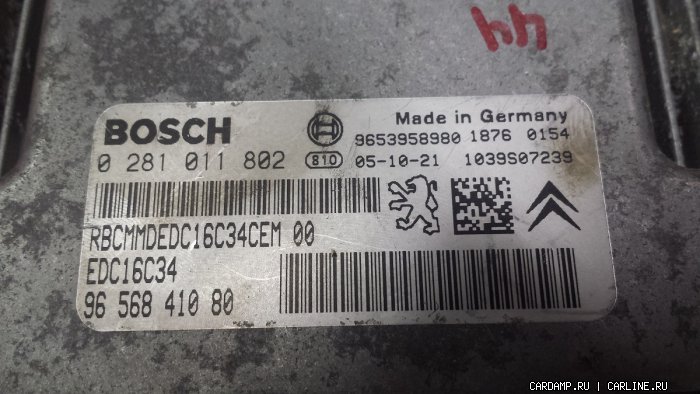 44
BOSCH
Made in Germany
9653958980 1876 0154
0 281 011 802 810 05-10-21 1039S07239
RBCMMDEDC16C34CEM 00
EDC16C34
96 568 410 80
CARDAMP.RU | CARLINE.RU